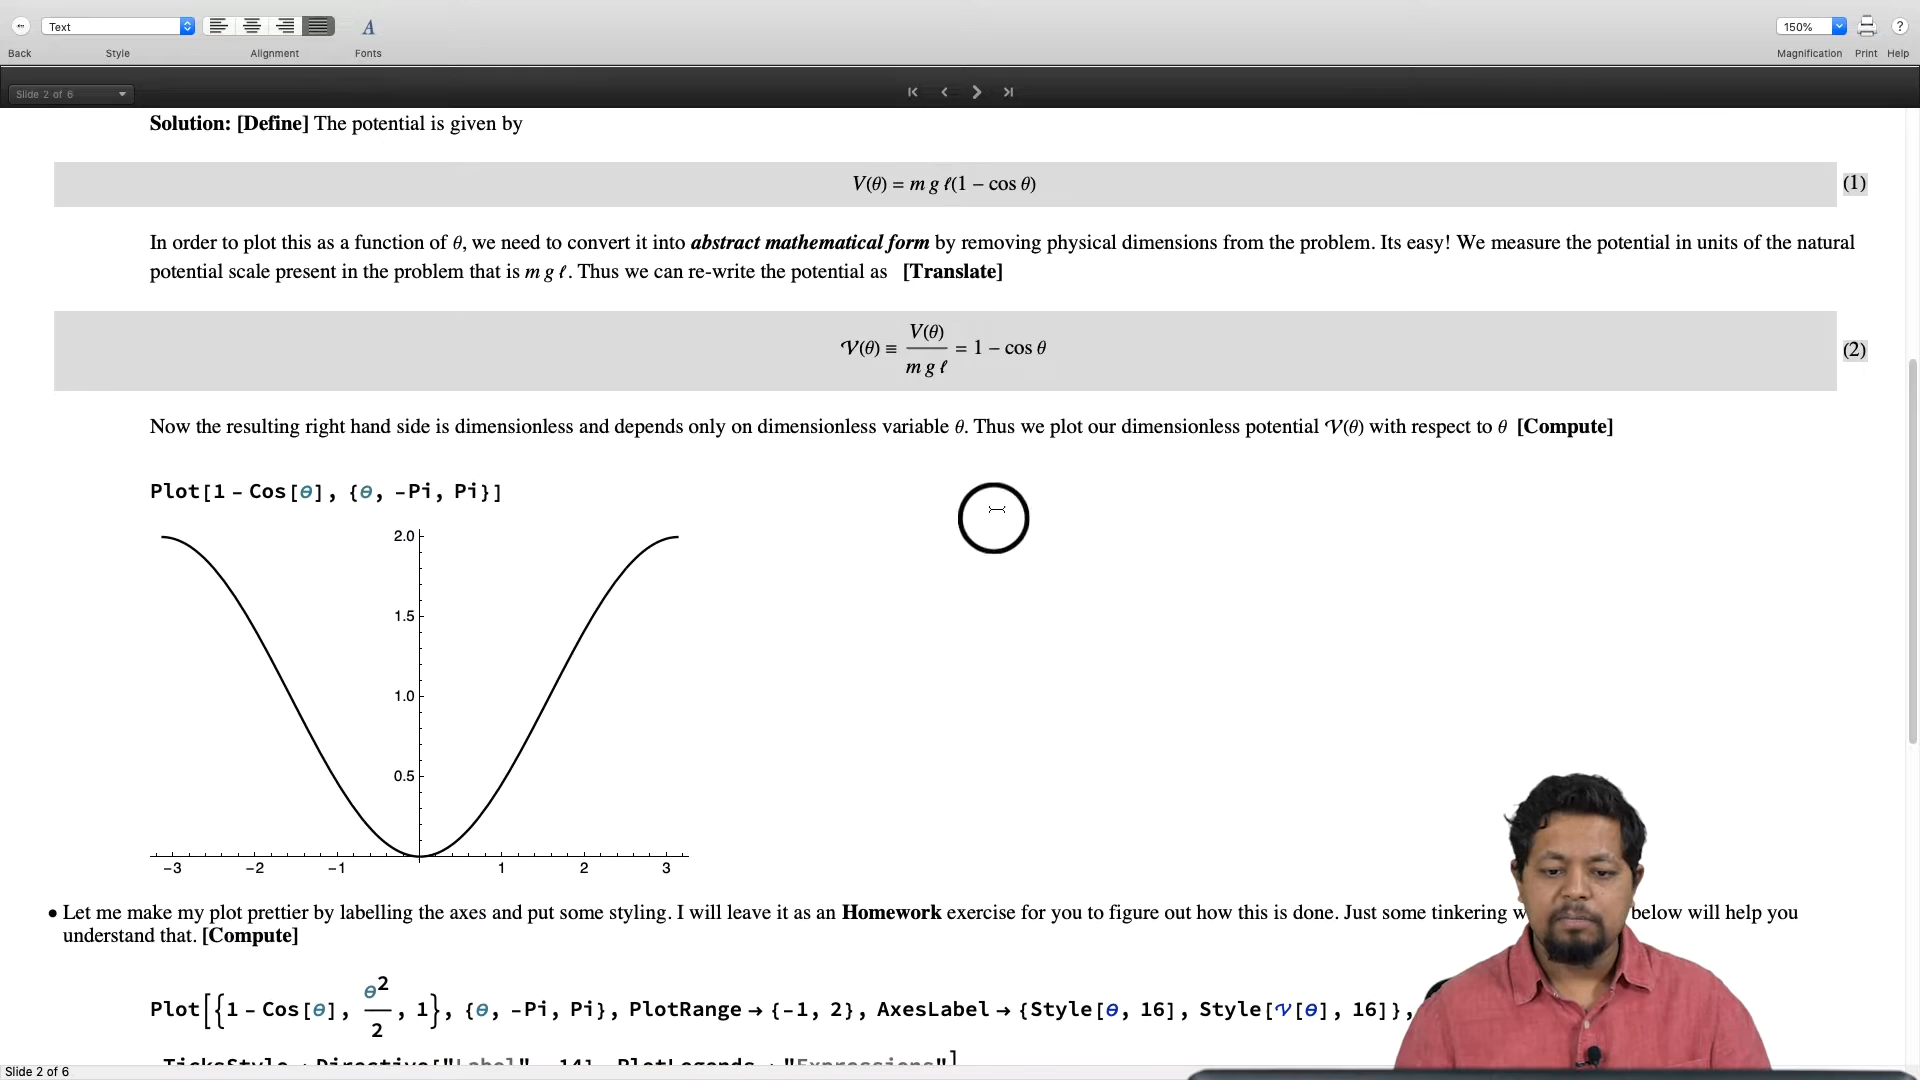 Text
150%
Back Style Alignment Fonts Magnification Print Help
Slide 2 of 6
Solution: [Define] The potential is given by
V(θ) = m g ℓ(1 – cos θ) (1)
In order to plot this as a function of θ, we need to convert it into abstract mathematical form by removing physical dimensions from the problem. Its easy! We measure the potential in units of the natural
potential scale present in the problem that is m g ℓ. Thus we can re-write the potential as [Translate]
𝒱(θ) ≡ V(θ) / m g ℓ = 1 – cos θ (2)
Now the resulting right hand side is dimensionless and depends only on dimensionless variable θ. Thus we plot our dimensionless potential 𝒱(θ) with respect to θ [Compute]
Plot[1 - Cos[θ], {θ, -Pi, Pi}]
2.0
1.5
1.0
0.5
-3 -2 -1 1 2 3
• Let me make my plot prettier by labelling the axes and put some styling. I will leave it as an Homework exercise for you to figure out how this is done. Just some tinkering below will help you
understand that. [Compute]
Plot[{1 - Cos[θ], θ^2/2, 1}, {θ, -Pi, Pi}, PlotRange → {-1, 2}, AxesLabel → {Style[θ, 16], Style[𝒱[θ], 16]},
TicksStyle → Directive["Label", 14], PlotLegends → "Expressions"]
Slide 2 of 6